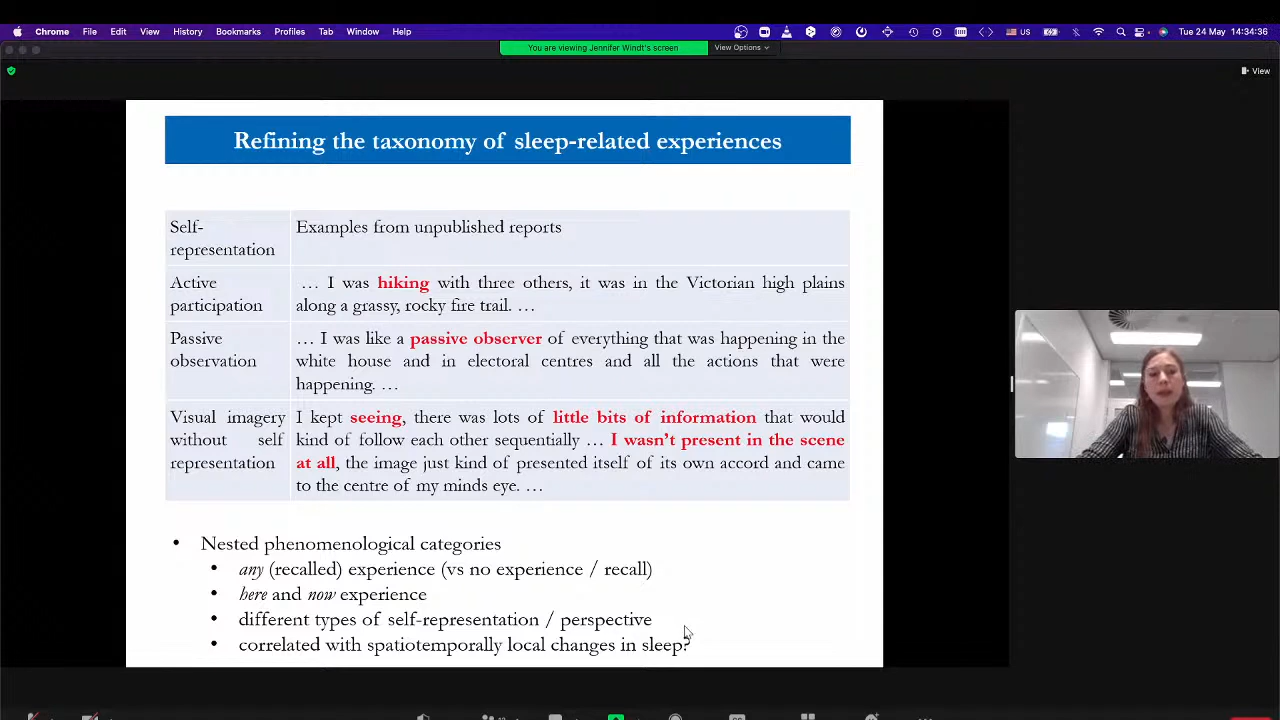 Chrome File Edit View History Bookmarks Profiles Tab Window Help US Tue 24 May 14:34:36
You are viewing Jennifer Windt's screen View Options
View
Refining the taxonomy of sleep-related experiences
Self-
representation
Examples from unpublished reports
Active
participation
… I was hiking with three others, it was in the Victorian high plains
along a grassy, rocky fire trail. …
Passive
observation
… I was like a passive observer of everything that was happening in the
white house and in electoral centres and all the actions that were
happening. …
Visual imagery
without self
representation
I kept seeing, there was lots of little bits of information that would
kind of follow each other sequentially … I wasn't present in the scene
at all, the image just kind of presented itself of its own accord and came
to the centre of my minds eye. …
• Nested phenomenological categories
• any (recalled) experience (vs no experience / recall)
• here and now experience
• different types of self-representation / perspective
• correlated with spatiotemporally local changes in sleep?